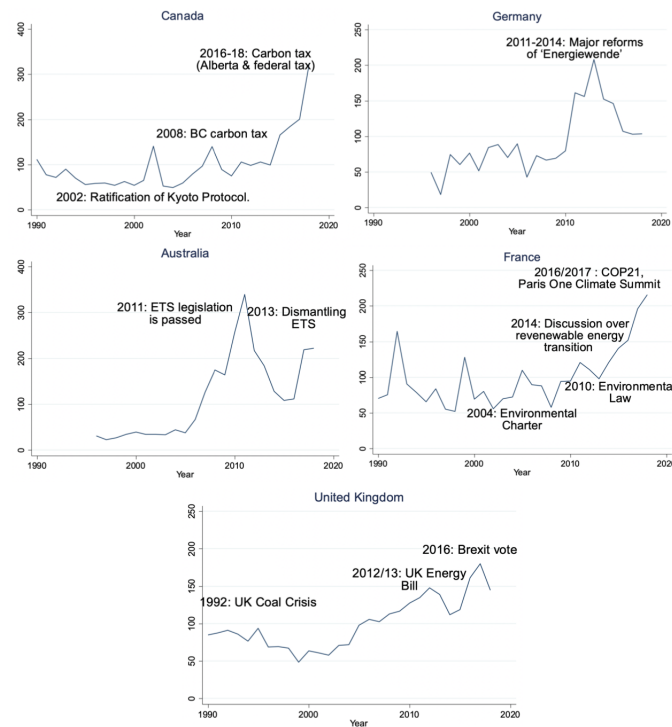 Canada
400
300
200
100
0
2016-18: Carbon tax
(Alberta & federal tax)
2008: BC carbon tax
2002: Ratification of Kyoto Protocol.
1990 2000 2010 2020
Year
Germany
250
200
150
100
50
0
2011-2014: Major reforms
of ‘Energiewende’
1990 2000 2010 2020
Year
Australia
400
300
200
100
0
2011: ETS legislation
is passed
2013: Dismantling
ETS
1990 2000 2010 2020
Year
France
250
200
150
100
50
0
2016/2017 : COP21,
Paris One Climate Summit
2014: Discussion over
revenewable energy
transition
2010: Environmenta
Law
2004: Environmental
Charter
1990 2000 2010 2020
Year
United Kingdom
250
200
150
100
50
0
2016: Brexit vote
2012/13: UK Energy
Bill
1992: UK Coal Crisis
1990 2000 2010 2020
Year